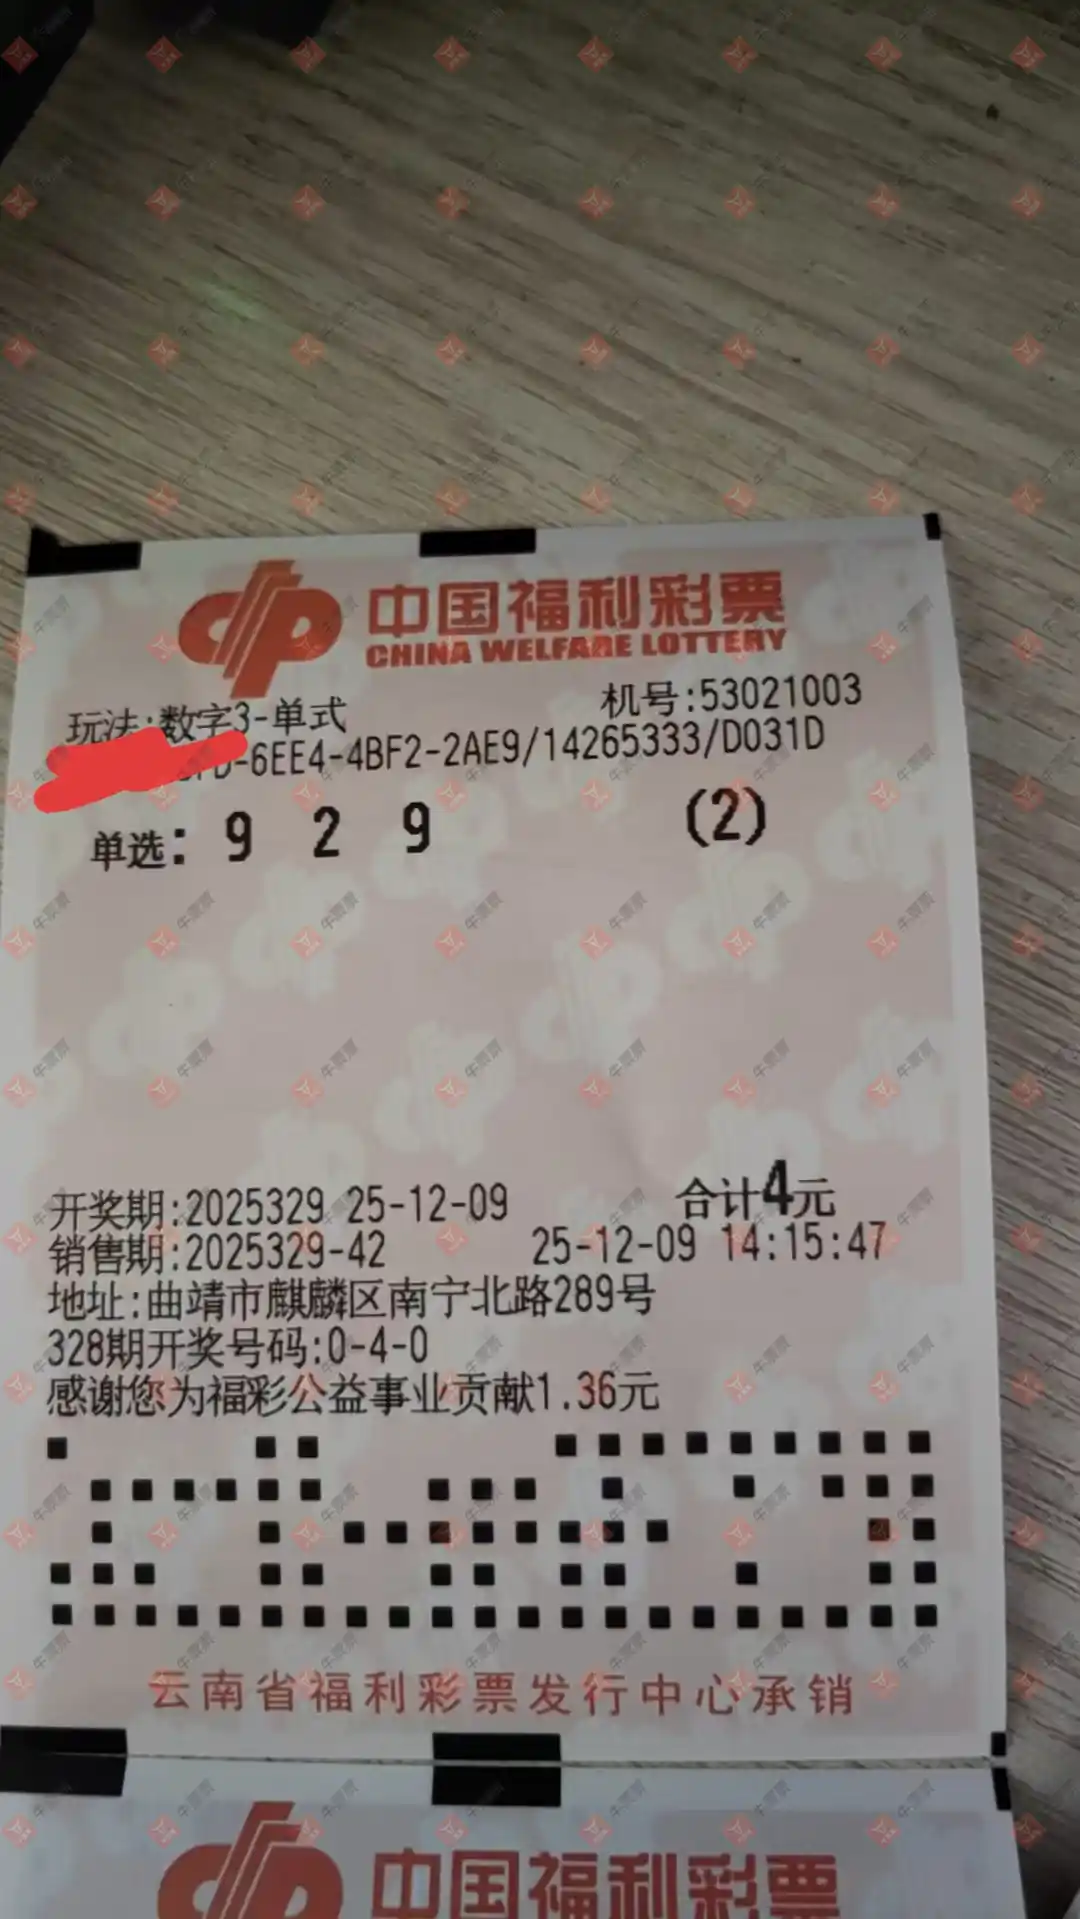 中国福利彩票
CHINA WELFARE LOTTERY
机号:53021003
玩法:数字3-单式
-6EE4-4BF2-2AE9/14265333/D031D
单选: 9 2 9 (2)
开奖期:2025329 25-12-09 合计4元
销售期:2025329-42 25-12-09 14:15:47
地址:曲靖市麒麟区南宁北路289号
328期开奖号码:0-4-0
感谢您为福彩公益事业贡献1.36元
云南省福利彩票发行中心承销
中国福利彩票
牛票票